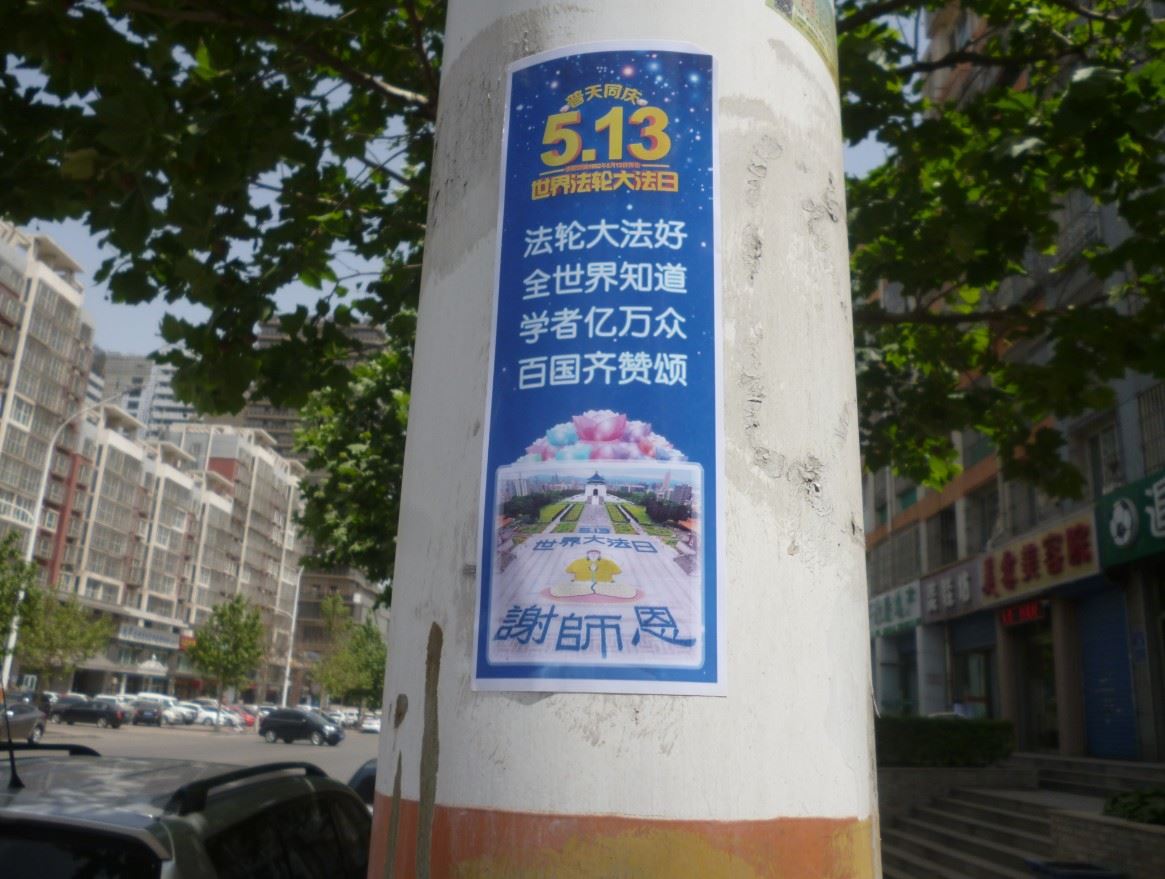 普天同庆
5.13
世界法轮大法日
法轮大法好
全世界知道
学者亿万众
百国齐赞颂
5.13
世界大法日
謝師恩